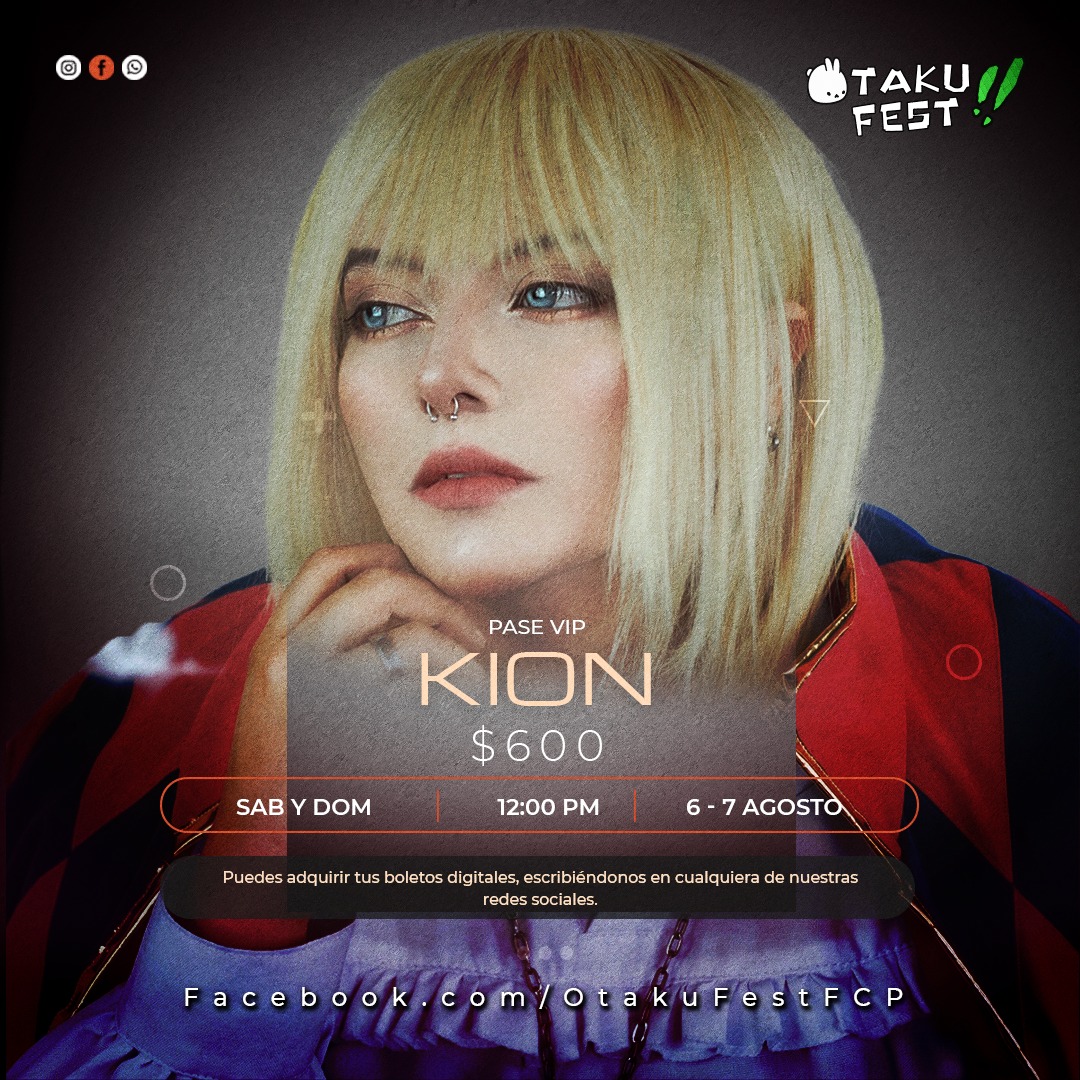 OTAKU
FEST!!
PASE VIP
KION
$600
SAB Y DOM 12:00 PM 6 - 7 AGOSTO
Puedes adquirir tus boletos digitales, escribiéndonos en cualquiera de nuestras
redes sociales.
Facebook.com/OtakuFestFCP